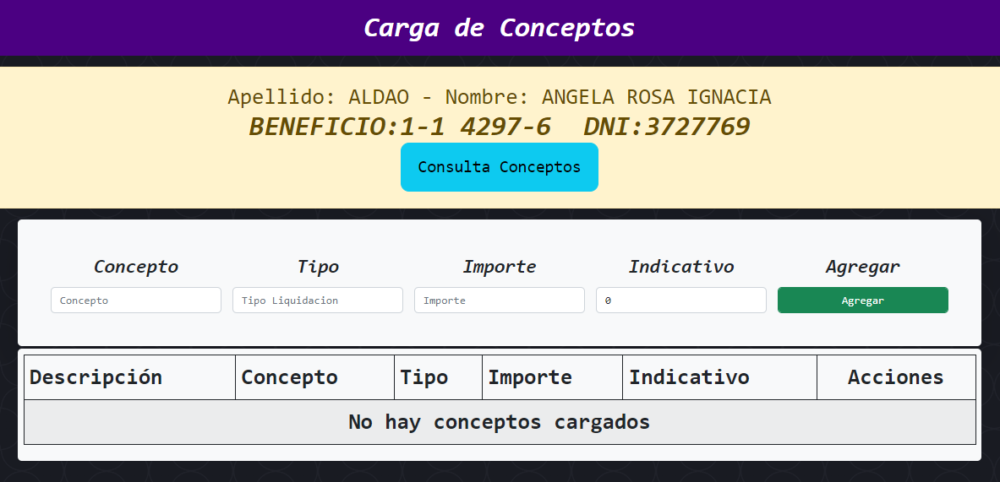 Carga de Conceptos
Apellido: ALDAO - Nombre: ANGELA ROSA IGNACIA
BENEFICIO:1-1 4297-6 DNI:3727769
Consulta Conceptos
Concepto Tipo Importe Indicativo Agregar
Concepto Tipo Liquidacion Importe 0 Agregar
Descripción Concepto Tipo Importe Indicativo Acciones
No hay conceptos cargados